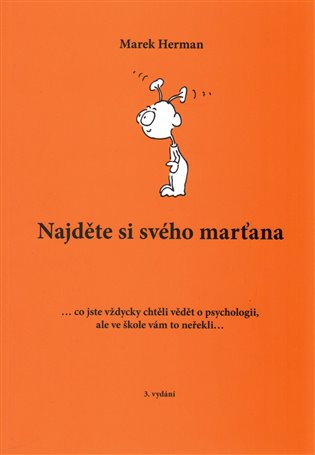 Marek Herman
Najděte si svého marťana
... co jste vždycky chtěli vědět o psychologii,
ale ve škole vám to neřekli...
3. vydání